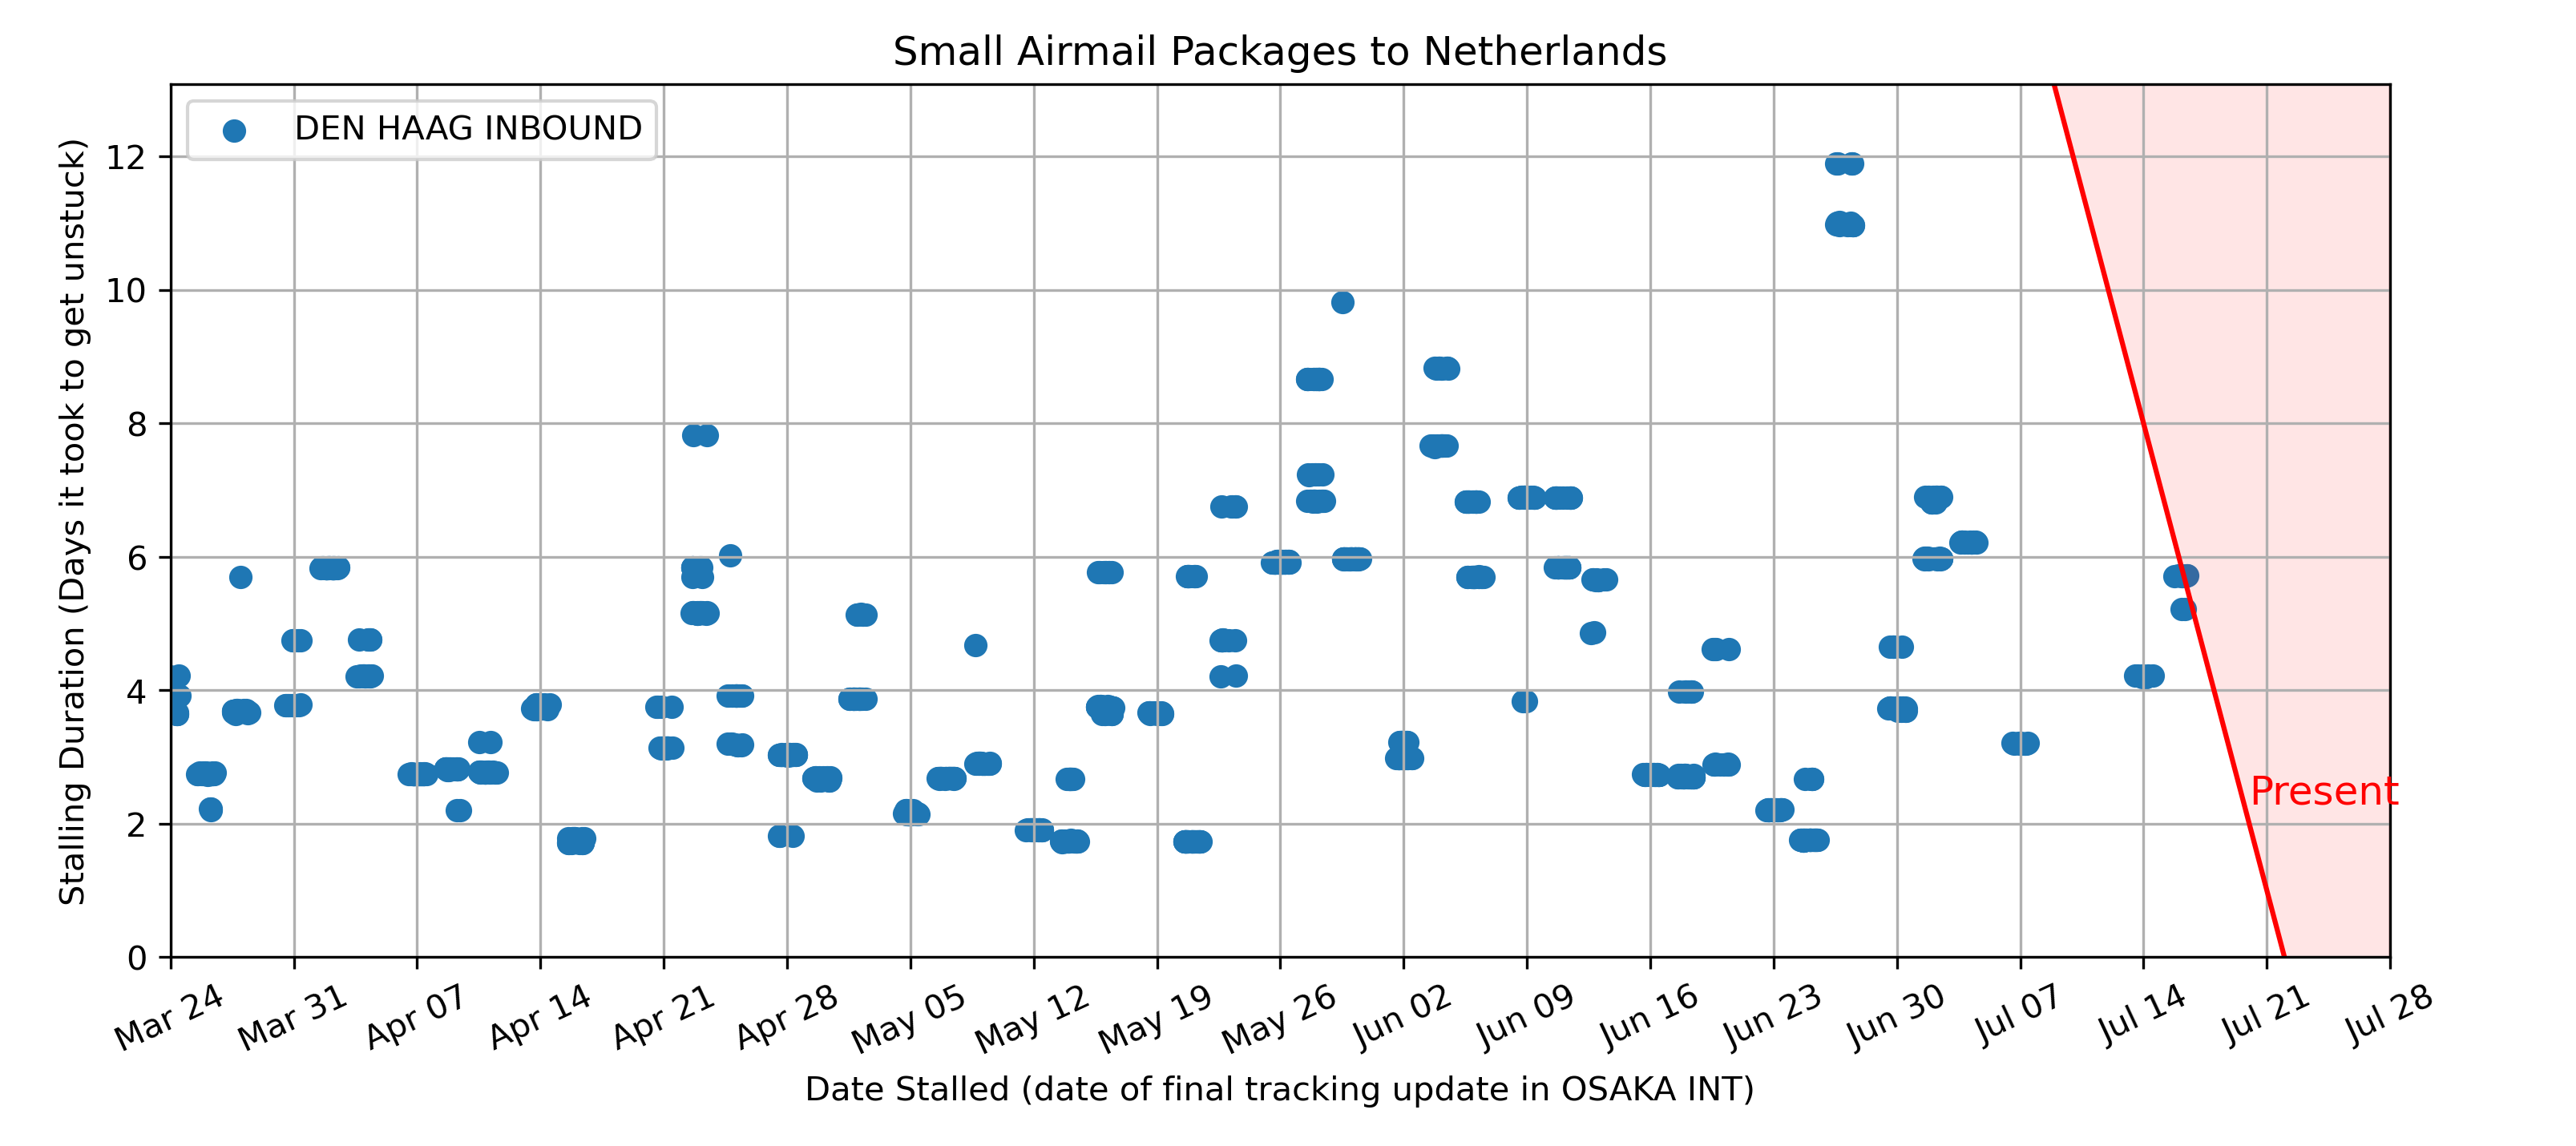 Small Airmail Packages to Netherlands
DEN HAAG INBOUND
Stalling Duration (Days it took to get unstuck)
12
10
8
6
4
2
0
Present
Mar 24
Mar 31
Apr 07
Apr 14
Apr 21
Apr 28
May 05
May 12
May 19
May 26
Jun 02
Jun 09
Jun 16
Jun 23
Jun 30
Jul 07
Jul 14
Jul 21
Jul 28
Date Stalled (date of final tracking update in OSAKA INT)